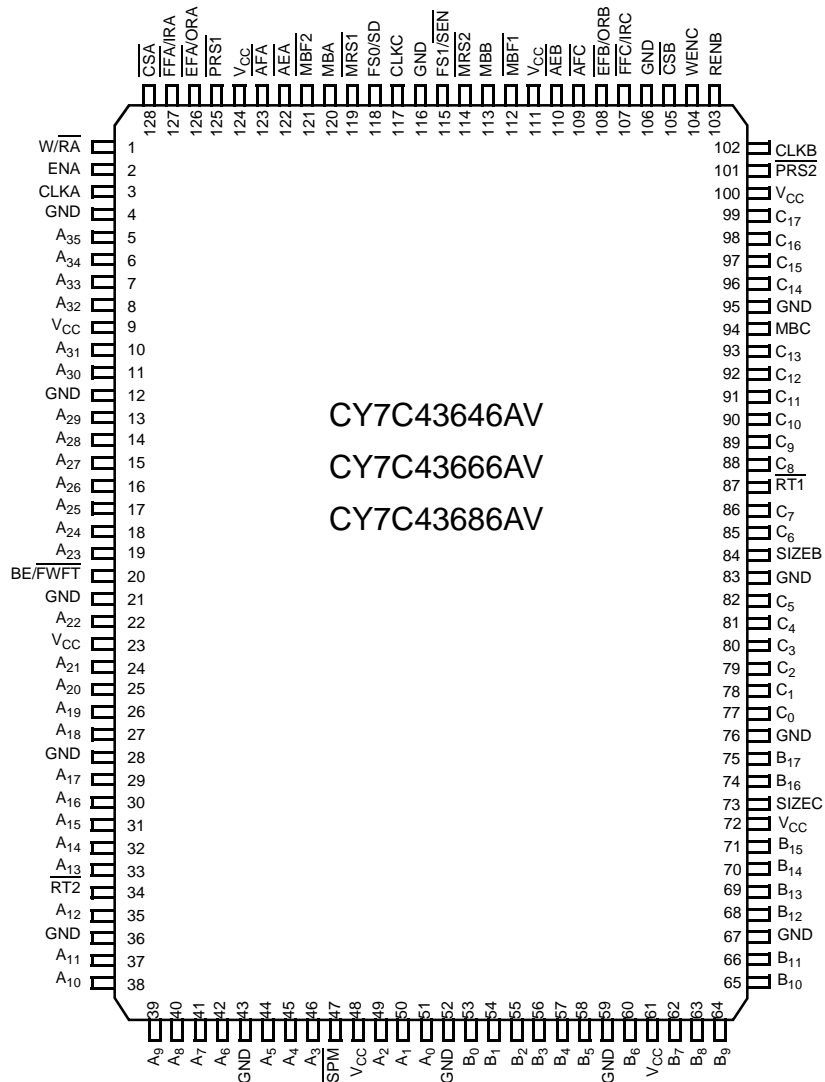 CSA
FFA/IRA
EFA/ORA
PRS1
VCC
AFA
AEA
MBF2
MBA
MRS1
FS0/SD
CLKC
GND
FS1/SEN
MRS2
MBB
MBF1
VCC
AEB
AFC
EFB/ORB
FFC/IRC
GND
CSB
WENC
RENB
128 127 126 125 124 123 122 121 120 119 118 117 116 115 114 113 112 111 110 109 108 107 106 105 104 103
W/RA 1
ENA 2
CLKA 3
GND 4
A35 5
A34 6
A33 7
A32 8
VCC 9
A31 10
A30 11
GND 12
A29 13
A28 14
A27 15
A26 16
A25 17
A24 18
A23 19
BE/FWFT 20
GND 21
A22 22
VCC 23
A21 24
A20 25
A19 26
A18 27
GND 28
A17 29
A16 30
A15 31
A14 32
A13 33
RT2 34
A12 35
GND 36
A11 37
A10 38
CY7C43646AV
CY7C43666AV
CY7C43686AV
102 CLKB
101 PRS2
100 VCC
99 C17
98 C16
97 C15
96 C14
95 GND
94 MBC
93 C13
92 C12
91 C11
90 C10
89 C9
88 C8
87 RT1
86 C7
85 C6
84 SIZEB
83 GND
82 C5
81 C4
80 C3
79 C2
78 C1
77 C0
76 GND
75 B17
74 B16
73 SIZEC
72 VCC
71 B15
70 B14
69 B13
68 B12
67 GND
66 B11
65 B10
39 40 41 42 43 44 45 46 47 48 49 50 51 52 53 54 55 56 57 58 59 60 61 62 63 64
A9
A8
A7
A6
GND
A5
A4
A3
SPM
VCC
A2
A1
A0
GND
B0
B1
B2
B3
B4
B5
GND
B6
VCC
B7
B8
B9